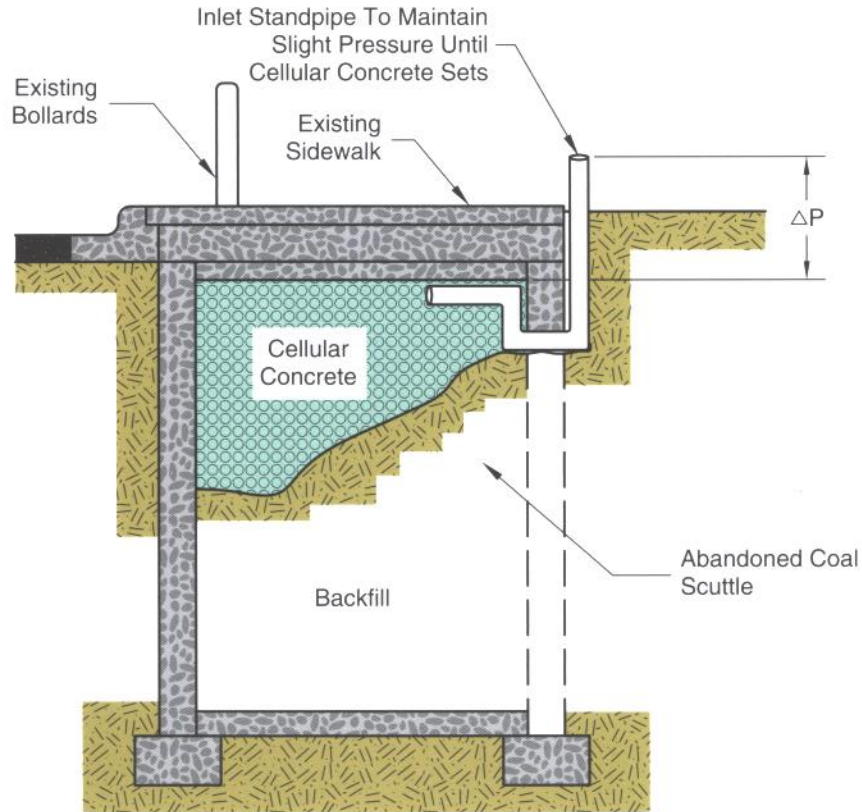 Inlet Standpipe To Maintain
Slight Pressure Until
Cellular Concrete Sets
Existing
Bollards
Existing
Sidewalk
△P
Cellular
Concrete
Abandoned Coal
Scuttle
Backfill